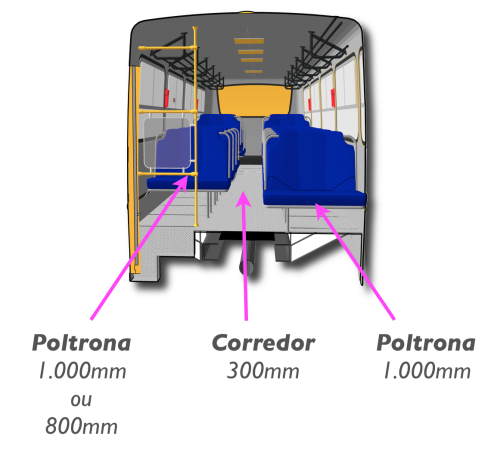 Poltrona
1.000mm
ou
800mm
Corredor
300mm
Poltrona
1.000mm